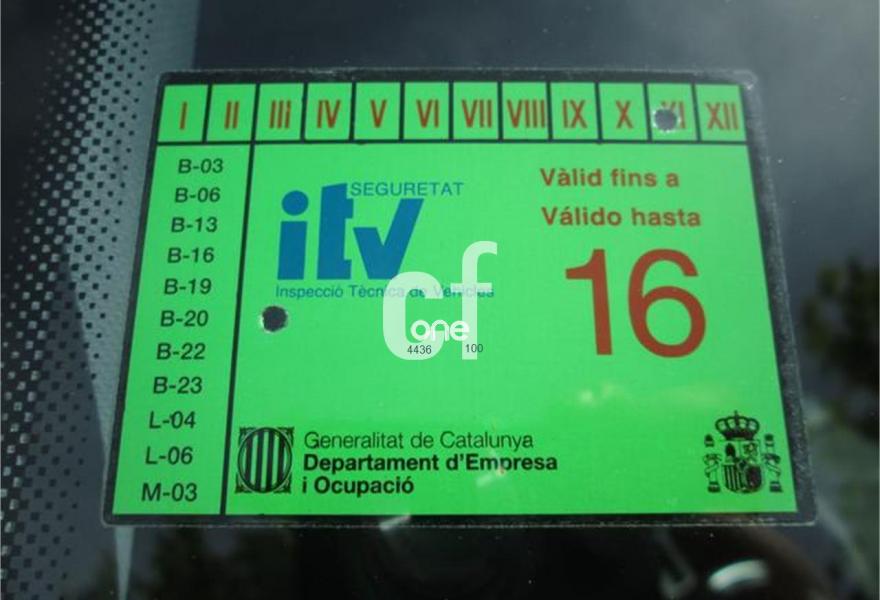 I II III IV V VI VII VIII IX X XI XII
B-03
B-06
B-13
B-16
B-19
B-20
B-22
B-23
L-04
L-06
M-03
SEGURETAT
itv
Inspecció Tècnica de Vehicles
Vàlid fins a
Válido hasta
16
cf
one
4436 100
Generalitat de Catalunya
Departament d'Empresa
i Ocupació